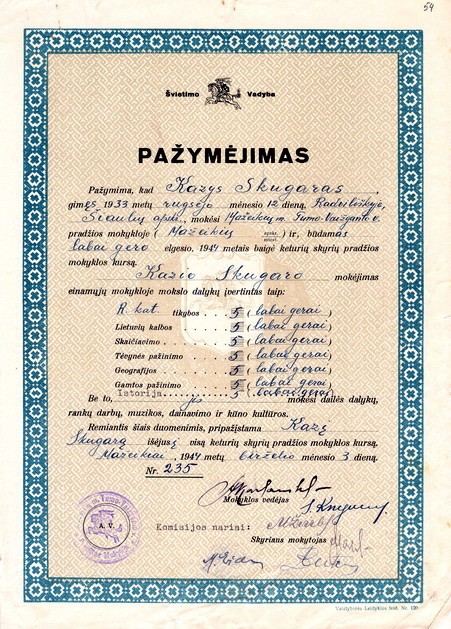 54
Švietimo Vadyba
PAŽYMĖJIMAS
Pažymima, kad Kazys Skugaras,
gimęs 1933 metų rugsėjo mėnesio 12 dieną, Radviliškyje,
Šiaulių apskr., mokėsi Mažeikių m. Tumo-Vaižganto v.
pradžios mokykloje (Mažeikių apskr.) ir, būdamas
labai gero elgesio, 1944 metais baigė keturių skyrių pradžios
mokyklos kursą.
Kazio Skugaro mokėjimas
einamųjų mokykloje mokslo dalykų įvertintas taip:
R. kat. tikybos . . 5 (labai gerai)
Lietuvių kalbos . . . . 5 (labai gerai)
Skaičiavimo . . . . . 5 (labai gerai)
Tėvynės pažinimo . . . 5 (labai gerai)
Geografijos . . . . . 5 (labai gerai)
Gamtos pažinimo . . . 5 (labai gerai)
Istorija . . . . . 5 (labai gerai)
Be to, jis mokėsi dailės dalykų,
rankų darbų, muzikos, dainavimo ir kūno kultūros.
Remiantis šiais duomenimis, pripažįstama Kazį
Skugarą išėjusį visą keturių skyrių pradžios mokyklos kursą.
Mažeikiai, 1944 metų birželio mėnesio 3 dieną.
Nr. 235
Mokyklos vedėjas
A. V.
Komisijos nariai:
Skyriaus mokytojas
Valstybinės Leidyklos leid. Nr. 120